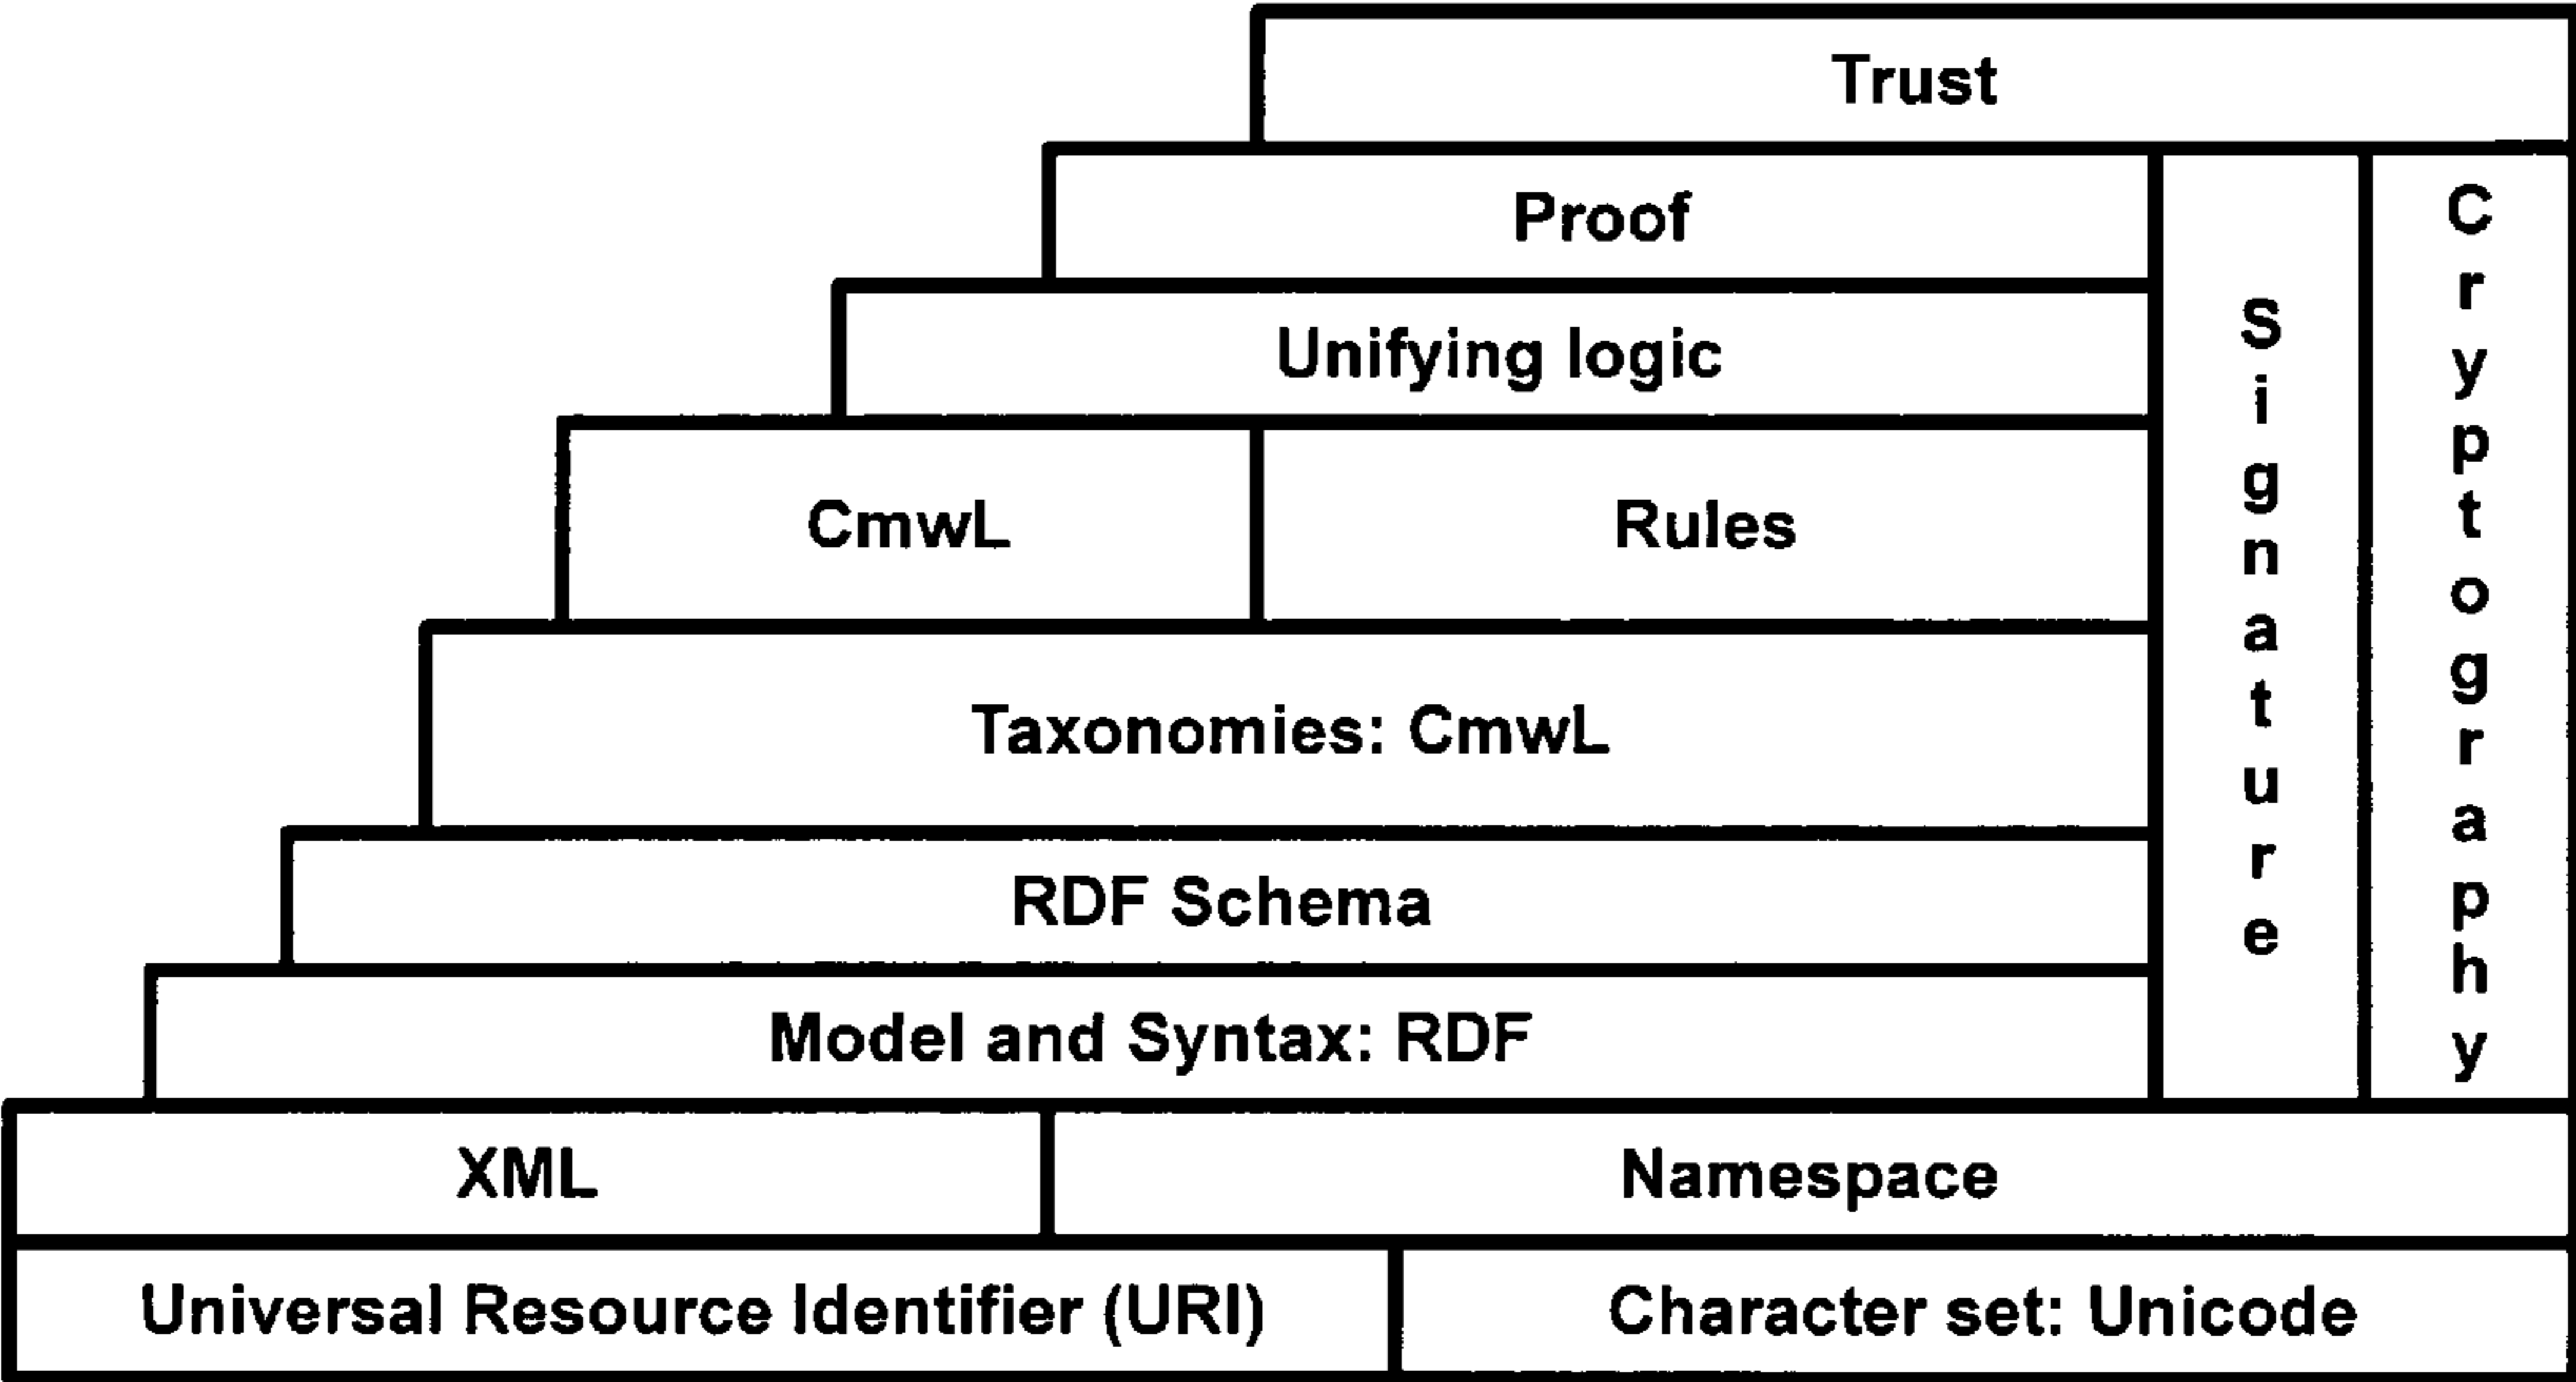 Trust
Proof
Unifying logic
CmwL
Rules
Taxonomies: CmwL
RDF Schema
Model and Syntax: RDF
Signature
Cryptography
XML
Namespace
Universal Resource Identifier (URI)
Character set: Unicode